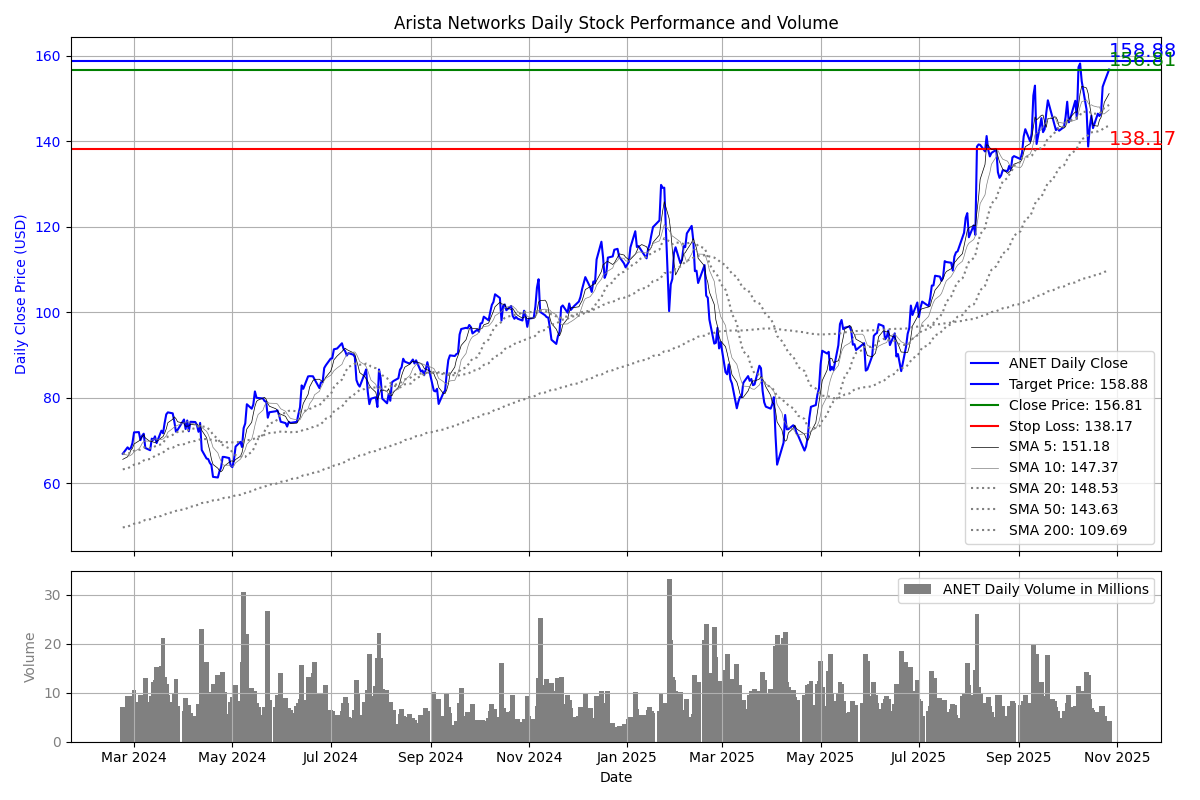 Arista Networks Daily Stock Performance and Volume
Daily Close Price (USD)
160
140
120
100
80
60
158.88
156.81
138.17
ANET Daily Close
Target Price: 158.88
Close Price: 156.81
Stop Loss: 138.17
SMA 5: 151.18
SMA 10: 147.37
SMA 20: 148.53
SMA 50: 143.63
SMA 200: 109.69
Volume
30
20
10
0
ANET Daily Volume in Millions
Mar 2024 May 2024 Jul 2024 Sep 2024 Nov 2024 Jan 2025 Mar 2025 May 2025 Jul 2025 Sep 2025 Nov 2025
Date